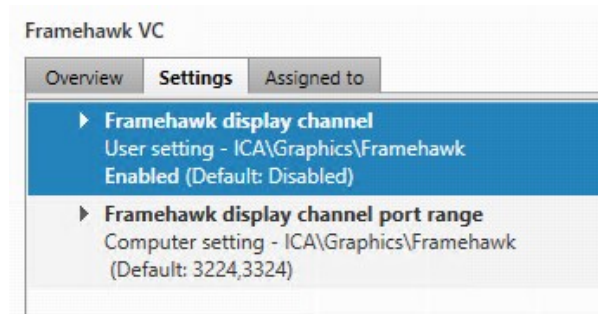 Framehawk VC
Overview Settings Assigned to
Framehawk display channel
User setting - ICA\Graphics\Framehawk
Enabled (Default: Disabled)
Framehawk display channel port range
Computer setting - ICA\Graphics\Framehawk
(Default: 3224,3324)